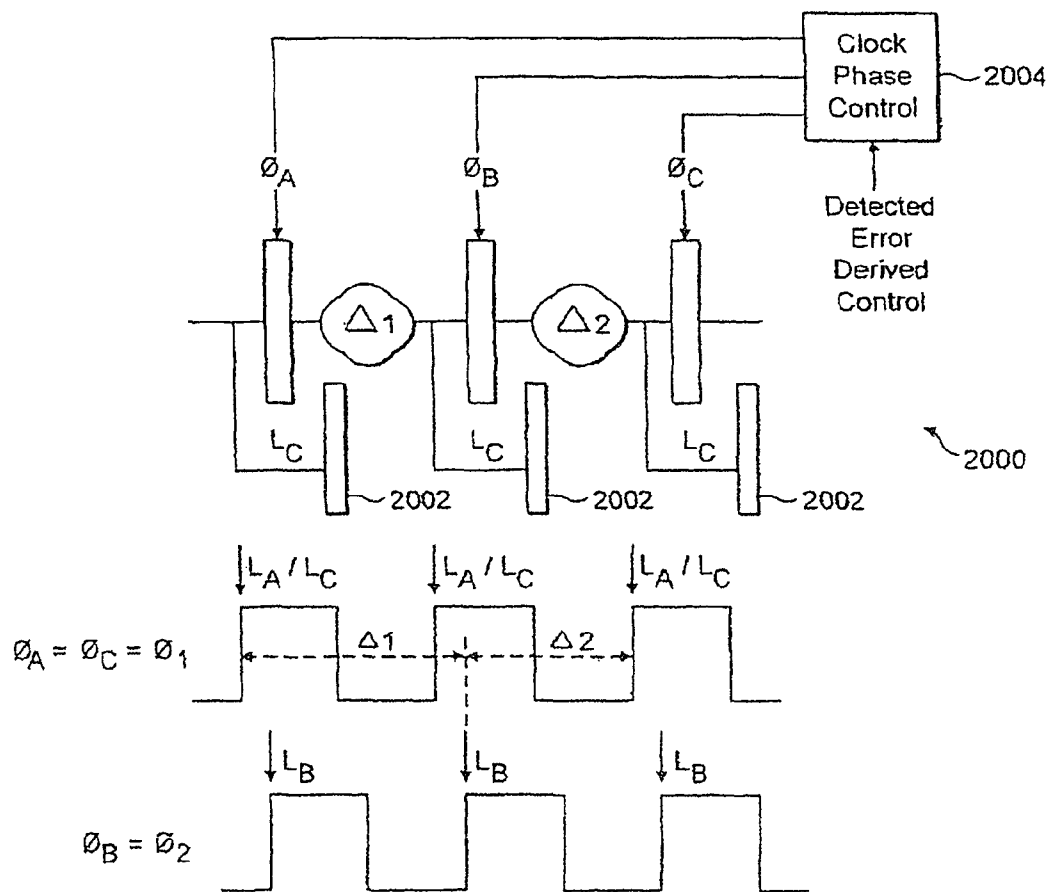 Clock
Phase
Control
2004
ØA
ØB
ØC
Detected
Error
Derived
Control
Δ1
Δ2
LC
LC
LC
2002
2002
2002
2000
LA / LC
LA / LC
LA / LC
ØA = ØC = Ø1
Δ1
Δ2
LB
LB
LB
ØB = Ø2